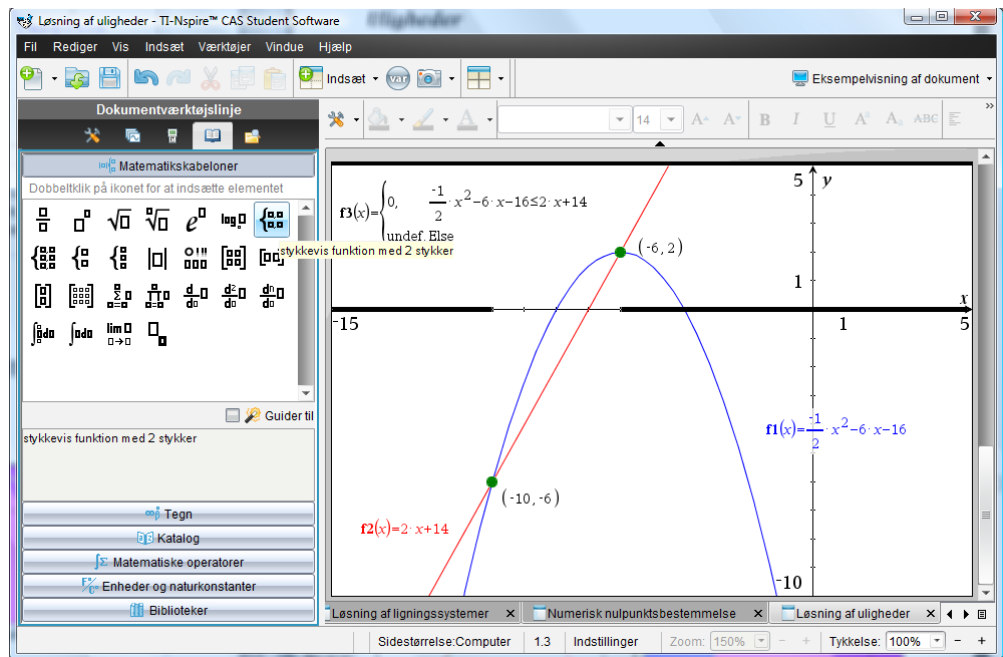 Løsning af uligheder - TI-Nspire™ CAS Student Software
Uligheder
Fil Rediger Vis Indsæt Værktøjer Vindue Hjælp
Indsæt var Eksempelvisning af dokument
Dokumentværktøjslinje
14 A A B I U A A ABC
Matematikskabeloner
Dobbeltklik på ikonet for at indsætte elementet
stykkevis funktion med 2 stykker
Guider til
stykkevis funktion med 2 stykker
Tegn
Katalog
Matematiske operatorer
Enheder og naturkonstanter
Biblioteker
f3(x)={0, -1/2·x²-6·x-16≤2·x+14
undef. Else
5 y
(-6,2)
1
x
-15 1 5
f1(x)=-1/2·x²-6·x-16
(-10,-6)
f2(x)=2·x+14
-10
Løsning af ligningssystemer × Numerisk nulpunktsbestemmelse × Løsning af uligheder ×
Sidestørrelse:Computer 1.3 Indstillinger Zoom: 150% - + Tykkelse: 100% - +